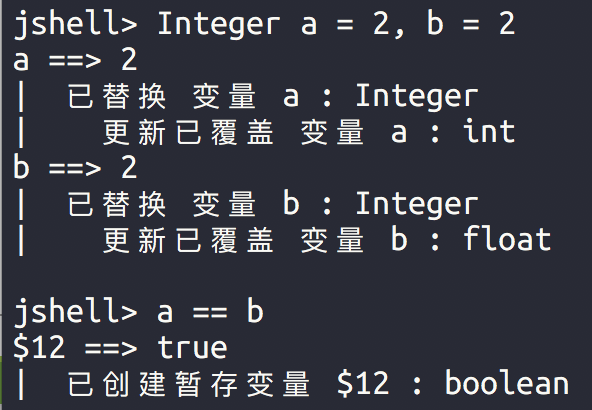 jshell> Integer a = 2, b = 2
a ==> 2
|  已替换 变量 a : Integer
|    更新已覆盖 变量 a : int
b ==> 2
|  已替换 变量 b : Integer
|    更新已覆盖 变量 b : float
jshell> a == b
$12 ==> true
|  已创建暂存变量 $12 : boolean